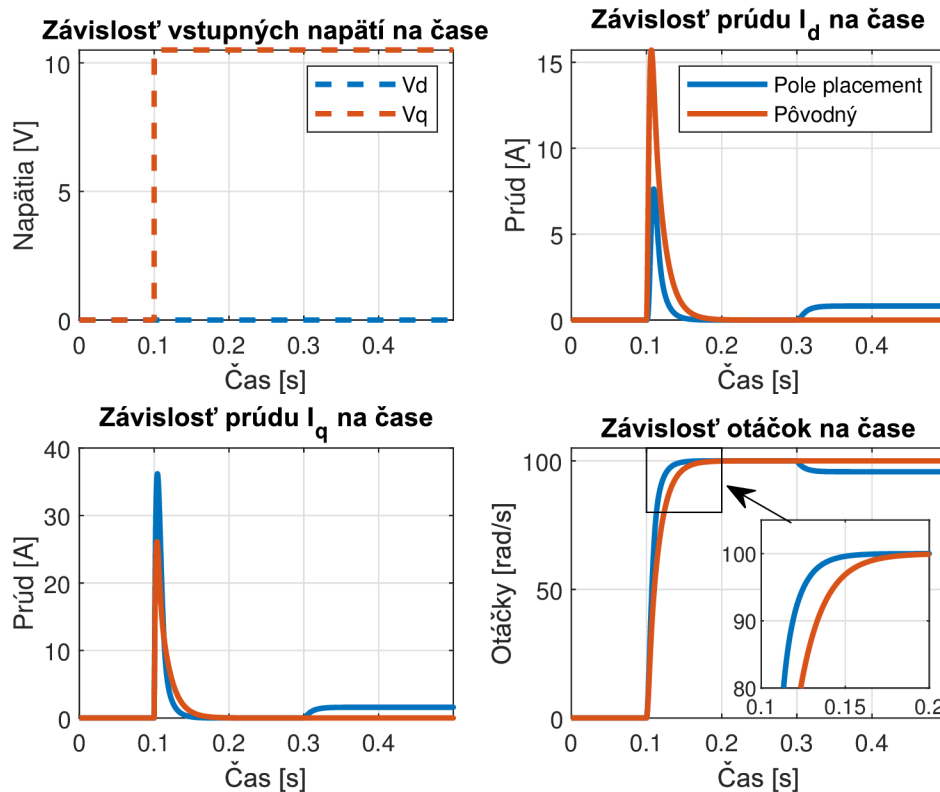 Závislosť vstupných napätí na čase
10
5
0
Napätia [V]
Vd
Vq
0 0.1 0.2 0.3 0.4
Čas [s]
Závislosť prúdu I_d na čase
15
10
5
0
Prúd [A]
Pole placement
Pôvodný
0 0.1 0.2 0.3 0.4
Čas [s]
Závislosť prúdu I_q na čase
40
30
20
10
0
Prúd [A]
0 0.1 0.2 0.3 0.4
Čas [s]
Závislosť otáčok na čase
100
50
0
Otáčky [rad/s]
100
90
80
0.1 0.15 0.2
0 0.1 0.2 0.3 0.4
Čas [s]